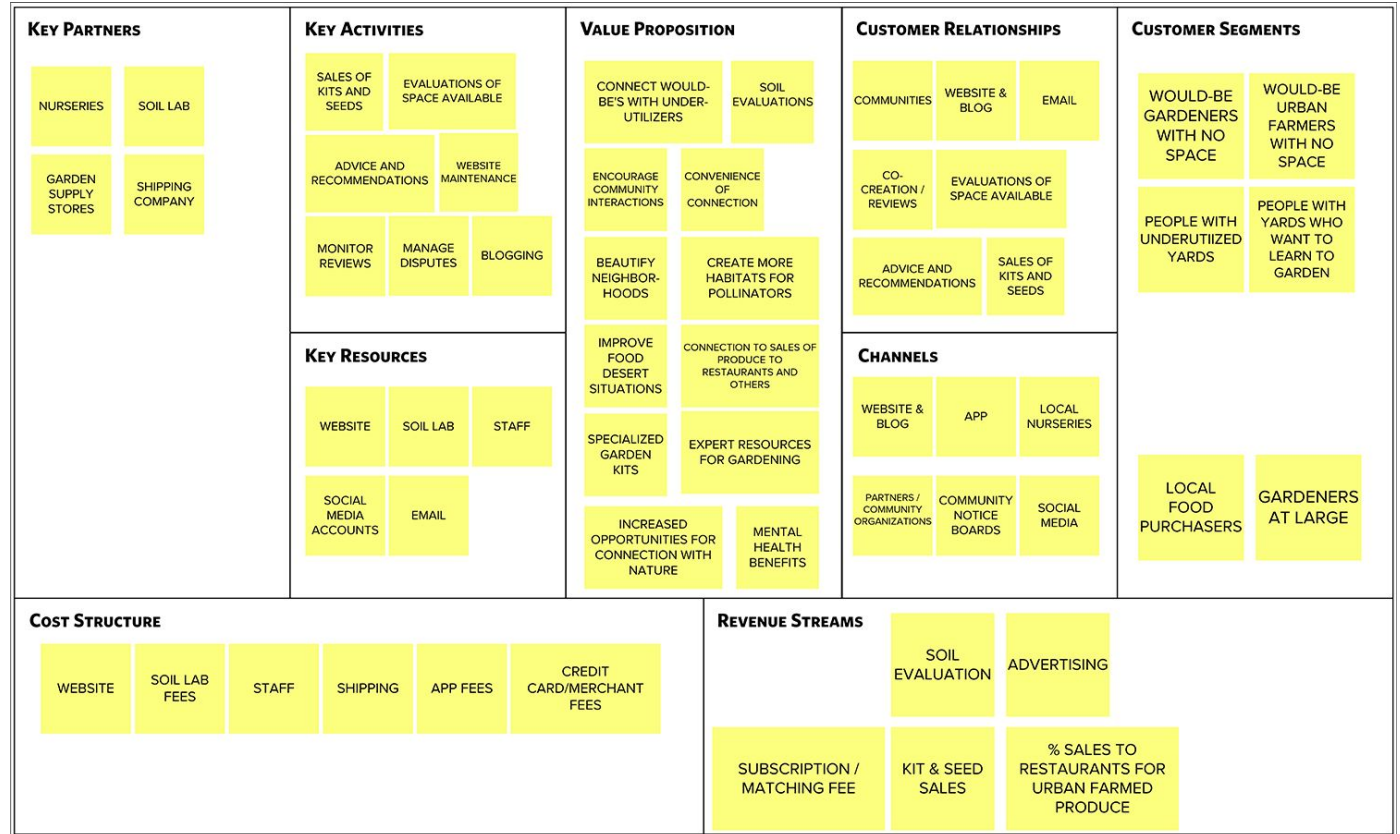 KEY PARTNERS
NURSERIES
SOIL LAB
GARDEN
SUPPLY
STORES
SHIPPING
COMPANY
KEY ACTIVITIES
SALES OF
KITS AND
SEEDS
EVALUATIONS OF
SPACE AVAILABLE
ADVICE AND
RECOMMENDATIONS
WEBSITE
MAINTENANCE
MONITOR
REVIEWS
MANAGE
DISPUTES
BLOGGING
KEY RESOURCES
WEBSITE
SOIL LAB
STAFF
SOCIAL
MEDIA
ACCOUNTS
EMAIL
VALUE PROPOSITION
CONNECT WOULD-
BE'S WITH UNDER-
UTILIZERS
SOIL
EVALUATIONS
ENCOURAGE
COMMUNITY
INTERACTIONS
CONVENIENCE
OF
CONNECTION
BEAUTIFY
NEIGHBOR-
HOODS
CREATE MORE
HABITATS FOR
POLLINATORS
IMPROVE
FOOD
DESERT
SITUATIONS
CONNECTION TO SALES OF
PRODUCE TO
RESTAURANTS AND
OTHERS
SPECIALIZED
GARDEN
KITS
EXPERT RESOURCES
FOR GARDENING
INCREASED
OPPORTUNITIES FOR
CONNECTION WITH
NATURE
MENTAL
HEALTH
BENEFITS
CUSTOMER RELATIONSHIPS
COMMUNITIES
WEBSITE &
BLOG
EMAIL
CO-
CREATION /
REVIEWS
EVALUATIONS OF
SPACE AVAILABLE
ADVICE AND
RECOMMENDATIONS
SALES OF
KITS AND
SEEDS
CHANNELS
WEBSITE &
BLOG
APP
LOCAL
NURSERIES
PARTNERS /
COMMUNITY
ORGANIZATIONS
COMMUNITY
NOTICE
BOARDS
SOCIAL
MEDIA
CUSTOMER SEGMENTS
WOULD-BE
GARDENERS
WITH NO
SPACE
WOULD-BE
URBAN
FARMERS
WITH NO
SPACE
PEOPLE WITH
UNDERUTIIZED
YARDS
PEOPLE WITH
YARDS WHO
WANT TO
LEARN TO
GARDEN
LOCAL
FOOD
PURCHASERS
GARDENERS
AT LARGE
COST STRUCTURE
WEBSITE
SOIL LAB
FEES
STAFF
SHIPPING
APP FEES
CREDIT
CARD/MERCHANT
FEES
REVENUE STREAMS
SOIL
EVALUATION
ADVERTISING
SUBSCRIPTION /
MATCHING FEE
KIT & SEED
SALES
% SALES TO
RESTAURANTS FOR
URBAN FARMED
PRODUCE